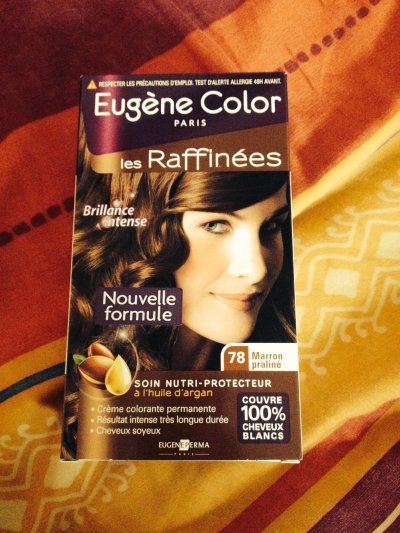 RESPECTER LES PRÉCAUTIONS D'EMPLOI. TEST D'ALERTE ALLERGIE 48H AVANT.
Eugène Color
PARIS
les Raffinées
Brillance
intense
Nouvelle
formule
78 Marron
praliné
SOIN NUTRI-PROTECTEUR
à l'huile d'argan
• Crème colorante permanente
• Résultat intense très longue durée
• Cheveux soyeux
COUVRE
100%
CHEVEUX
BLANCS
EUGENEPERMA
PARIS